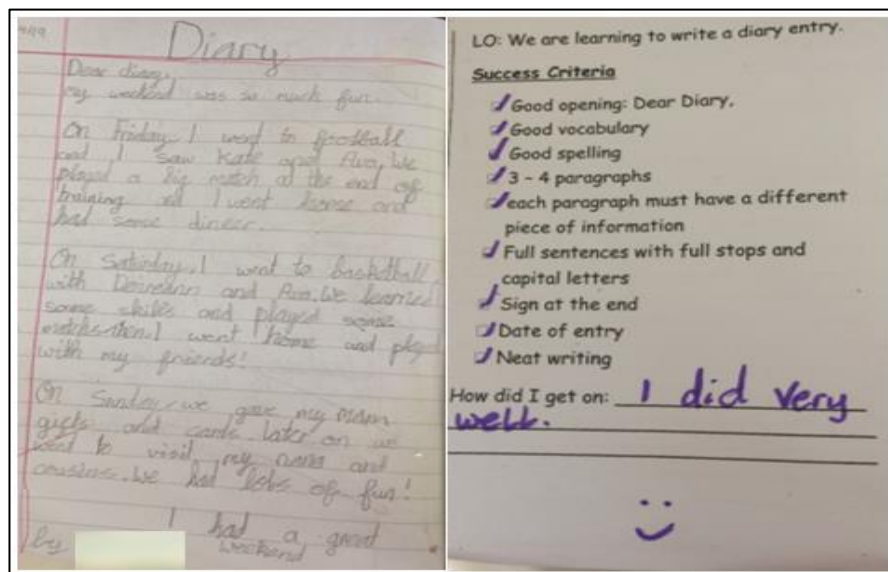 Diary
Dear diary,
my weekend was so much fun.
On Friday, I went to football
and I saw Kate and Ava. We
played a big match at the end of
training and I went home and
had some dinner.
On Saturday, I went to basketball
with Doireann and Ava. We learned
some skills and played some
matches then I went home and played
with my friends!
On Sunday, we gave my mam
gifts and cards. Later on we
went to visit my nana and
cousins. We had lots of fun!
I had a great
by weekend
LO: We are learning to write a diary entry.
Success Criteria
Good opening: Dear Diary,
Good vocabulary
Good spelling
3 – 4 paragraphs
each paragraph must have a different
piece of information
Full sentences with full stops and
capital letters
Sign at the end
Date of entry
Neat writing
How did I get on: I did very
well.